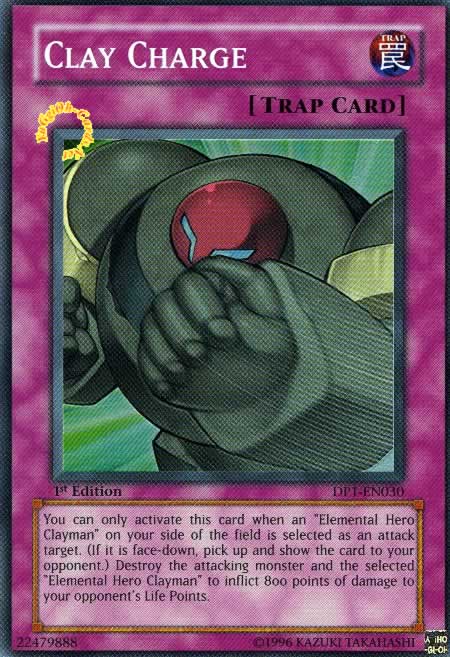 Clay Charge
TRAP
罠
[Trap Card]
1st Edition
DP1-EN030
You can only activate this card when an "Elemental Hero
Clayman" on your side of the field is selected as an attack
target. (If it is face-down, pick up and show the card to your
opponent.) Destroy the attacking monster and the selected
"Elemental Hero Clayman" to inflict 800 points of damage to
your opponent's Life Points.
22479888
©1996 KAZUKI TAKAHASHI